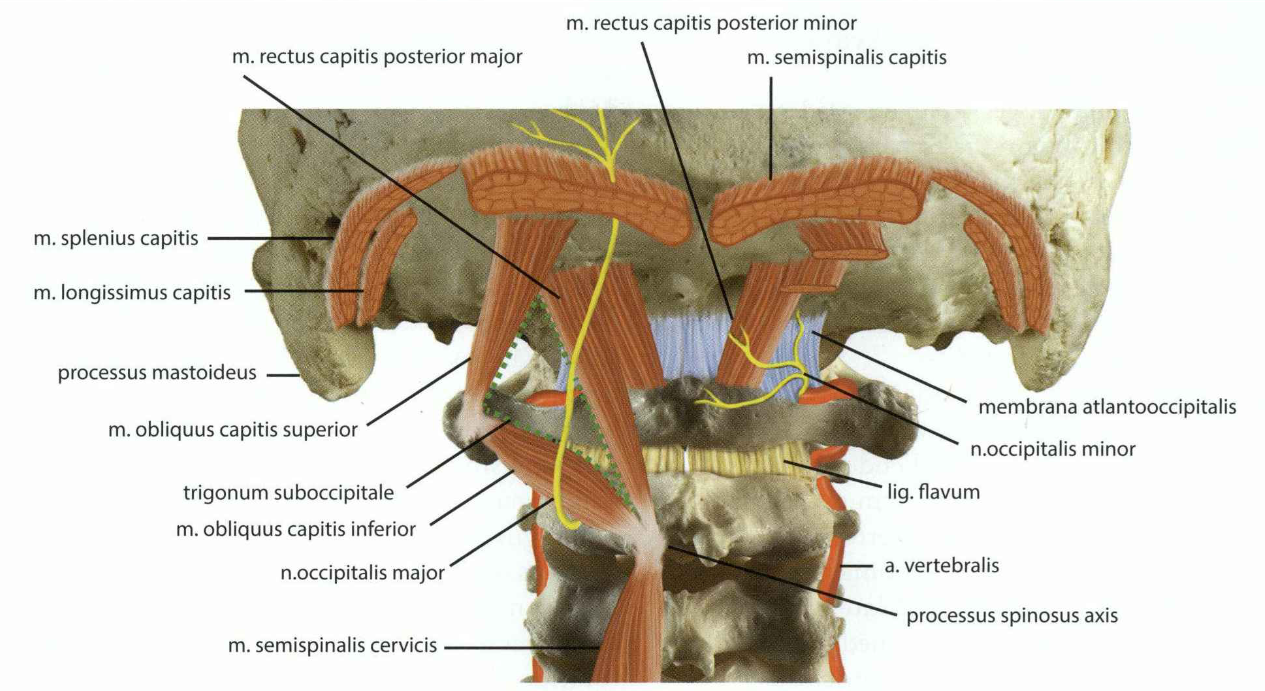 m. rectus capitis posterior minor
m. rectus capitis posterior major
m. semispinalis capitis
m. splenius capitis
m. longissimus capitis
processus mastoideus
membrana atlantooccipitalis
m. obliquus capitis superior
n.occipitalis minor
trigonum suboccipitale
lig. flavum
m. obliquus capitis inferior
n.occipitalis major
a. vertebralis
processus spinosus axis
m. semispinalis cervicis